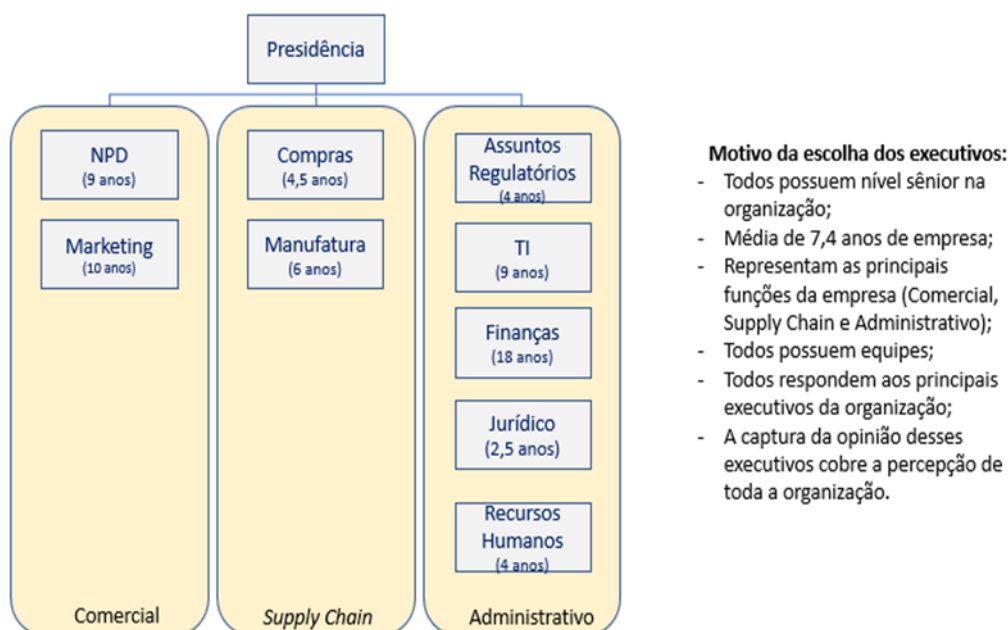 Presidência
NPD
(9 anos)
Marketing
(10 anos)
Comercial
Compras
(4,5 anos)
Manufatura
(6 anos)
Supply Chain
Assuntos
Regulatórios
(4 anos)
TI
(9 anos)
Finanças
(18 anos)
Jurídico
(2,5 anos)
Recursos
Humanos
(4 anos)
Administrativo
Motivo da escolha dos executivos:
- Todos possuem nível sênior na
organização;
- Média de 7,4 anos de empresa;
- Representam as principais
funções da empresa (Comercial,
Supply Chain e Administrativo);
- Todos possuem equipes;
- Todos respondem aos principais
executivos da organização;
- A captura da opinião desses
executivos cobre a percepção de
toda a organização.